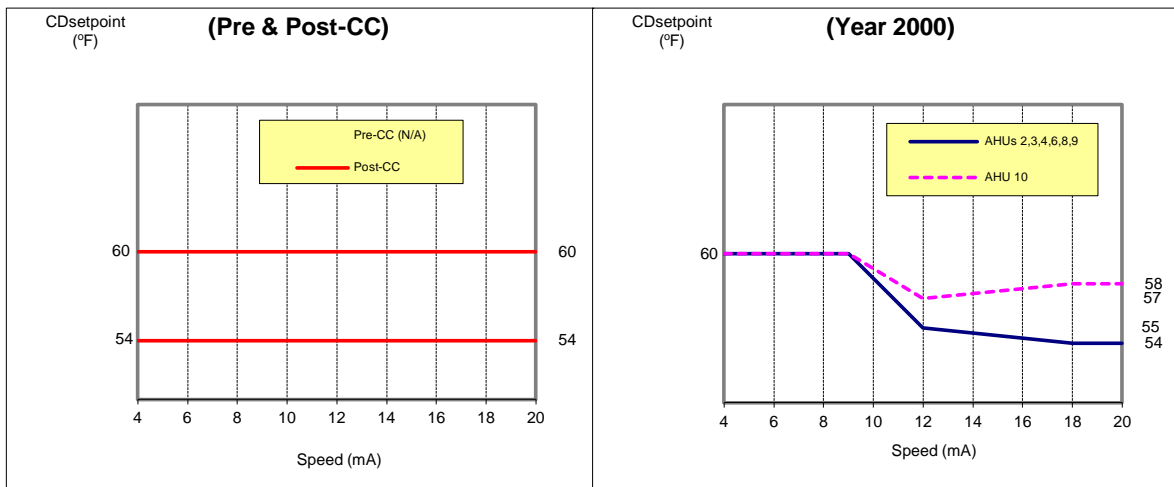 CDsetpoint
(ºF)
(Pre & Post-CC)
Pre-CC (N/A)
Post-CC
60
60
54
54
4 6 8 10 12 14 16 18 20
Speed (mA)
CDsetpoint
(ºF)
(Year 2000)
AHUs 2,3,4,6,8,9
AHU 10
60
58
57
55
54
4 6 8 10 12 14 16 18 20
Speed (mA)